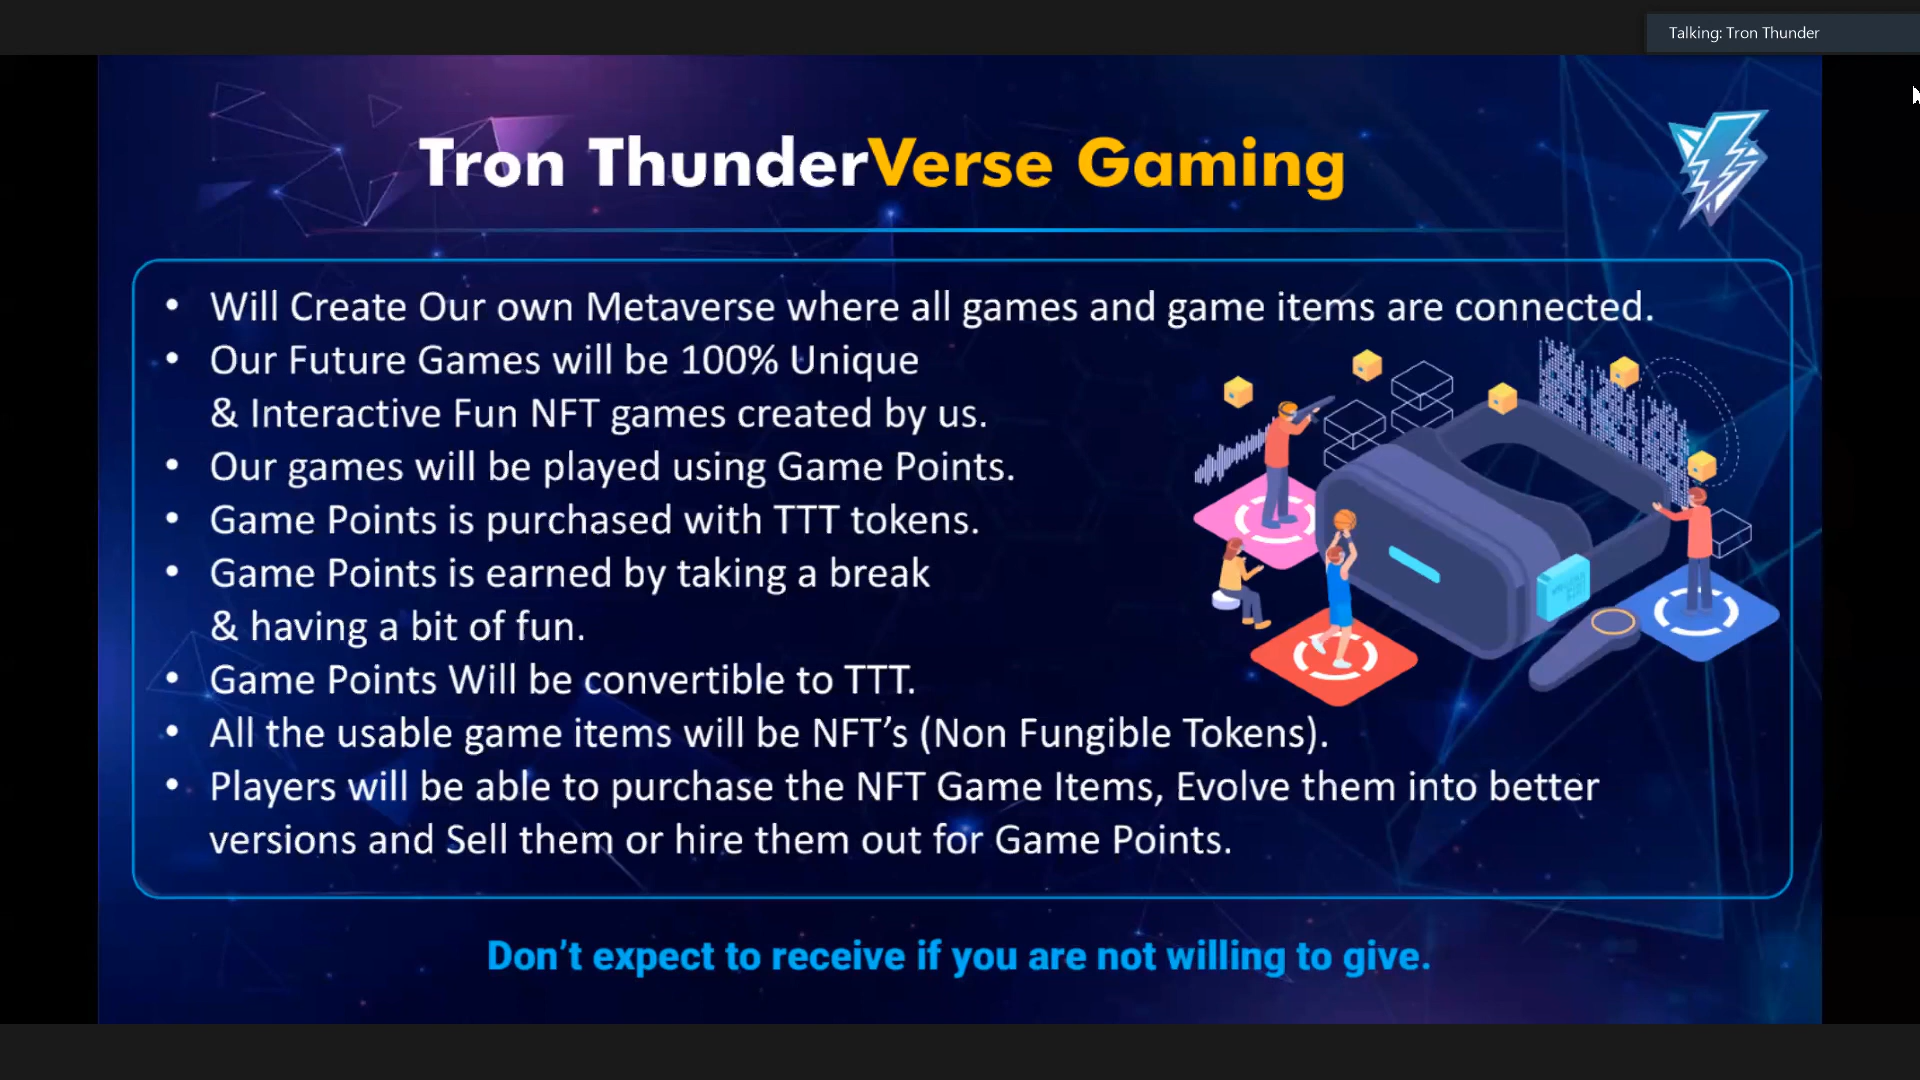 Talking: Tron Thunder
Tron ThunderVerse Gaming
• Will Create Our own Metaverse where all games and game items are connected.
• Our Future Games will be 100% Unique
& Interactive Fun NFT games created by us.
• Our games will be played using Game Points.
• Game Points is purchased with TTT tokens.
• Game Points is earned by taking a break
& having a bit of fun.
• Game Points Will be convertible to TTT.
• All the usable game items will be NFT’s (Non Fungible Tokens).
• Players will be able to purchase the NFT Game Items, Evolve them into better
versions and Sell them or hire them out for Game Points.
Don’t expect to receive if you are not willing to give.